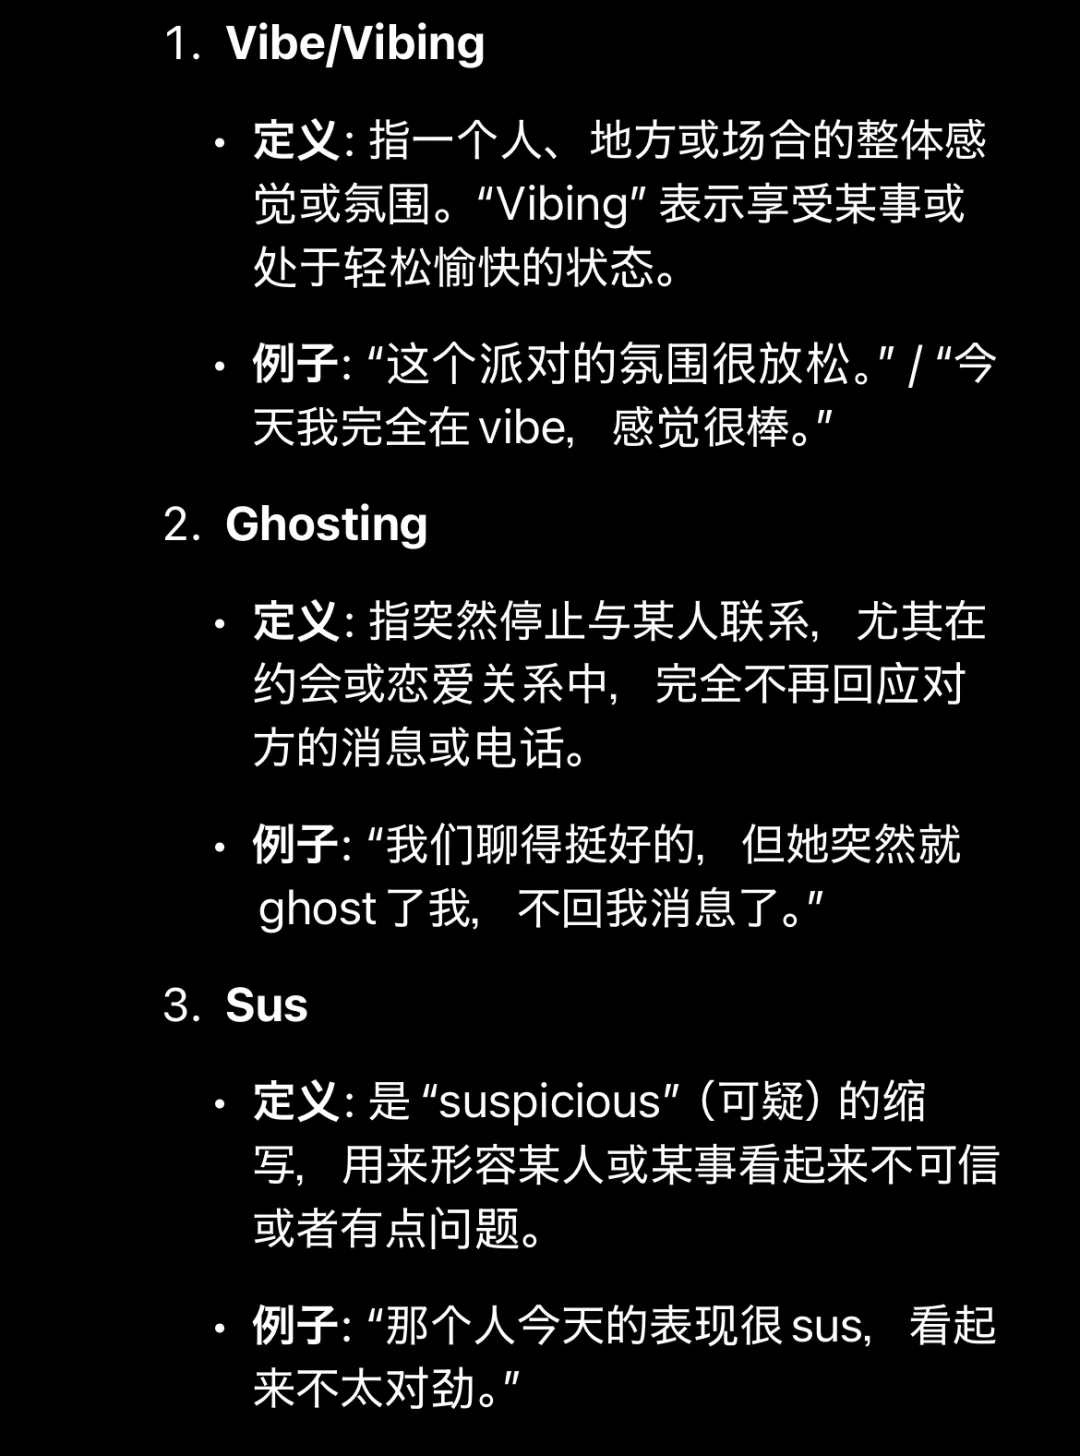 1. Vibe/Vibing
• 定义: 指一个人、地方或场合的整体感
觉或氛围。“Vibing” 表示享受某事或
处于轻松愉快的状态。
• 例子: “这个派对的氛围很放松。” / “今
天我完全在 vibe, 感觉很棒。”
2. Ghosting
• 定义: 指突然停止与某人联系, 尤其在
约会或恋爱关系中, 完全不再回应对
方的消息或电话。
• 例子: “我们聊得挺好的, 但她突然就
ghost 了我, 不回我消息了。”
3. Sus
• 定义: 是 “suspicious” (可疑) 的缩
写, 用来形容某人或某事看起来不可信
或者有点问题。
• 例子: “那个人今天的表现很 sus, 看起
来不太对劲。”